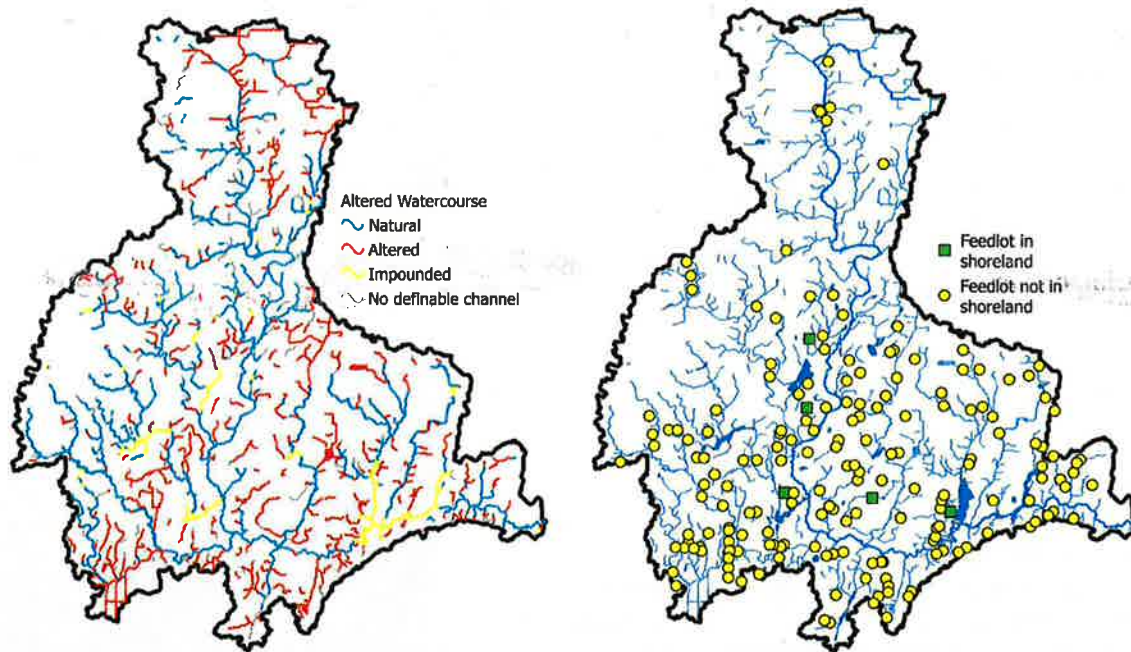 Altered Watercourse
Natural
Altered
Impounded
No definable channel
Feedlot in
shoreland
Feedlot not in
shoreland